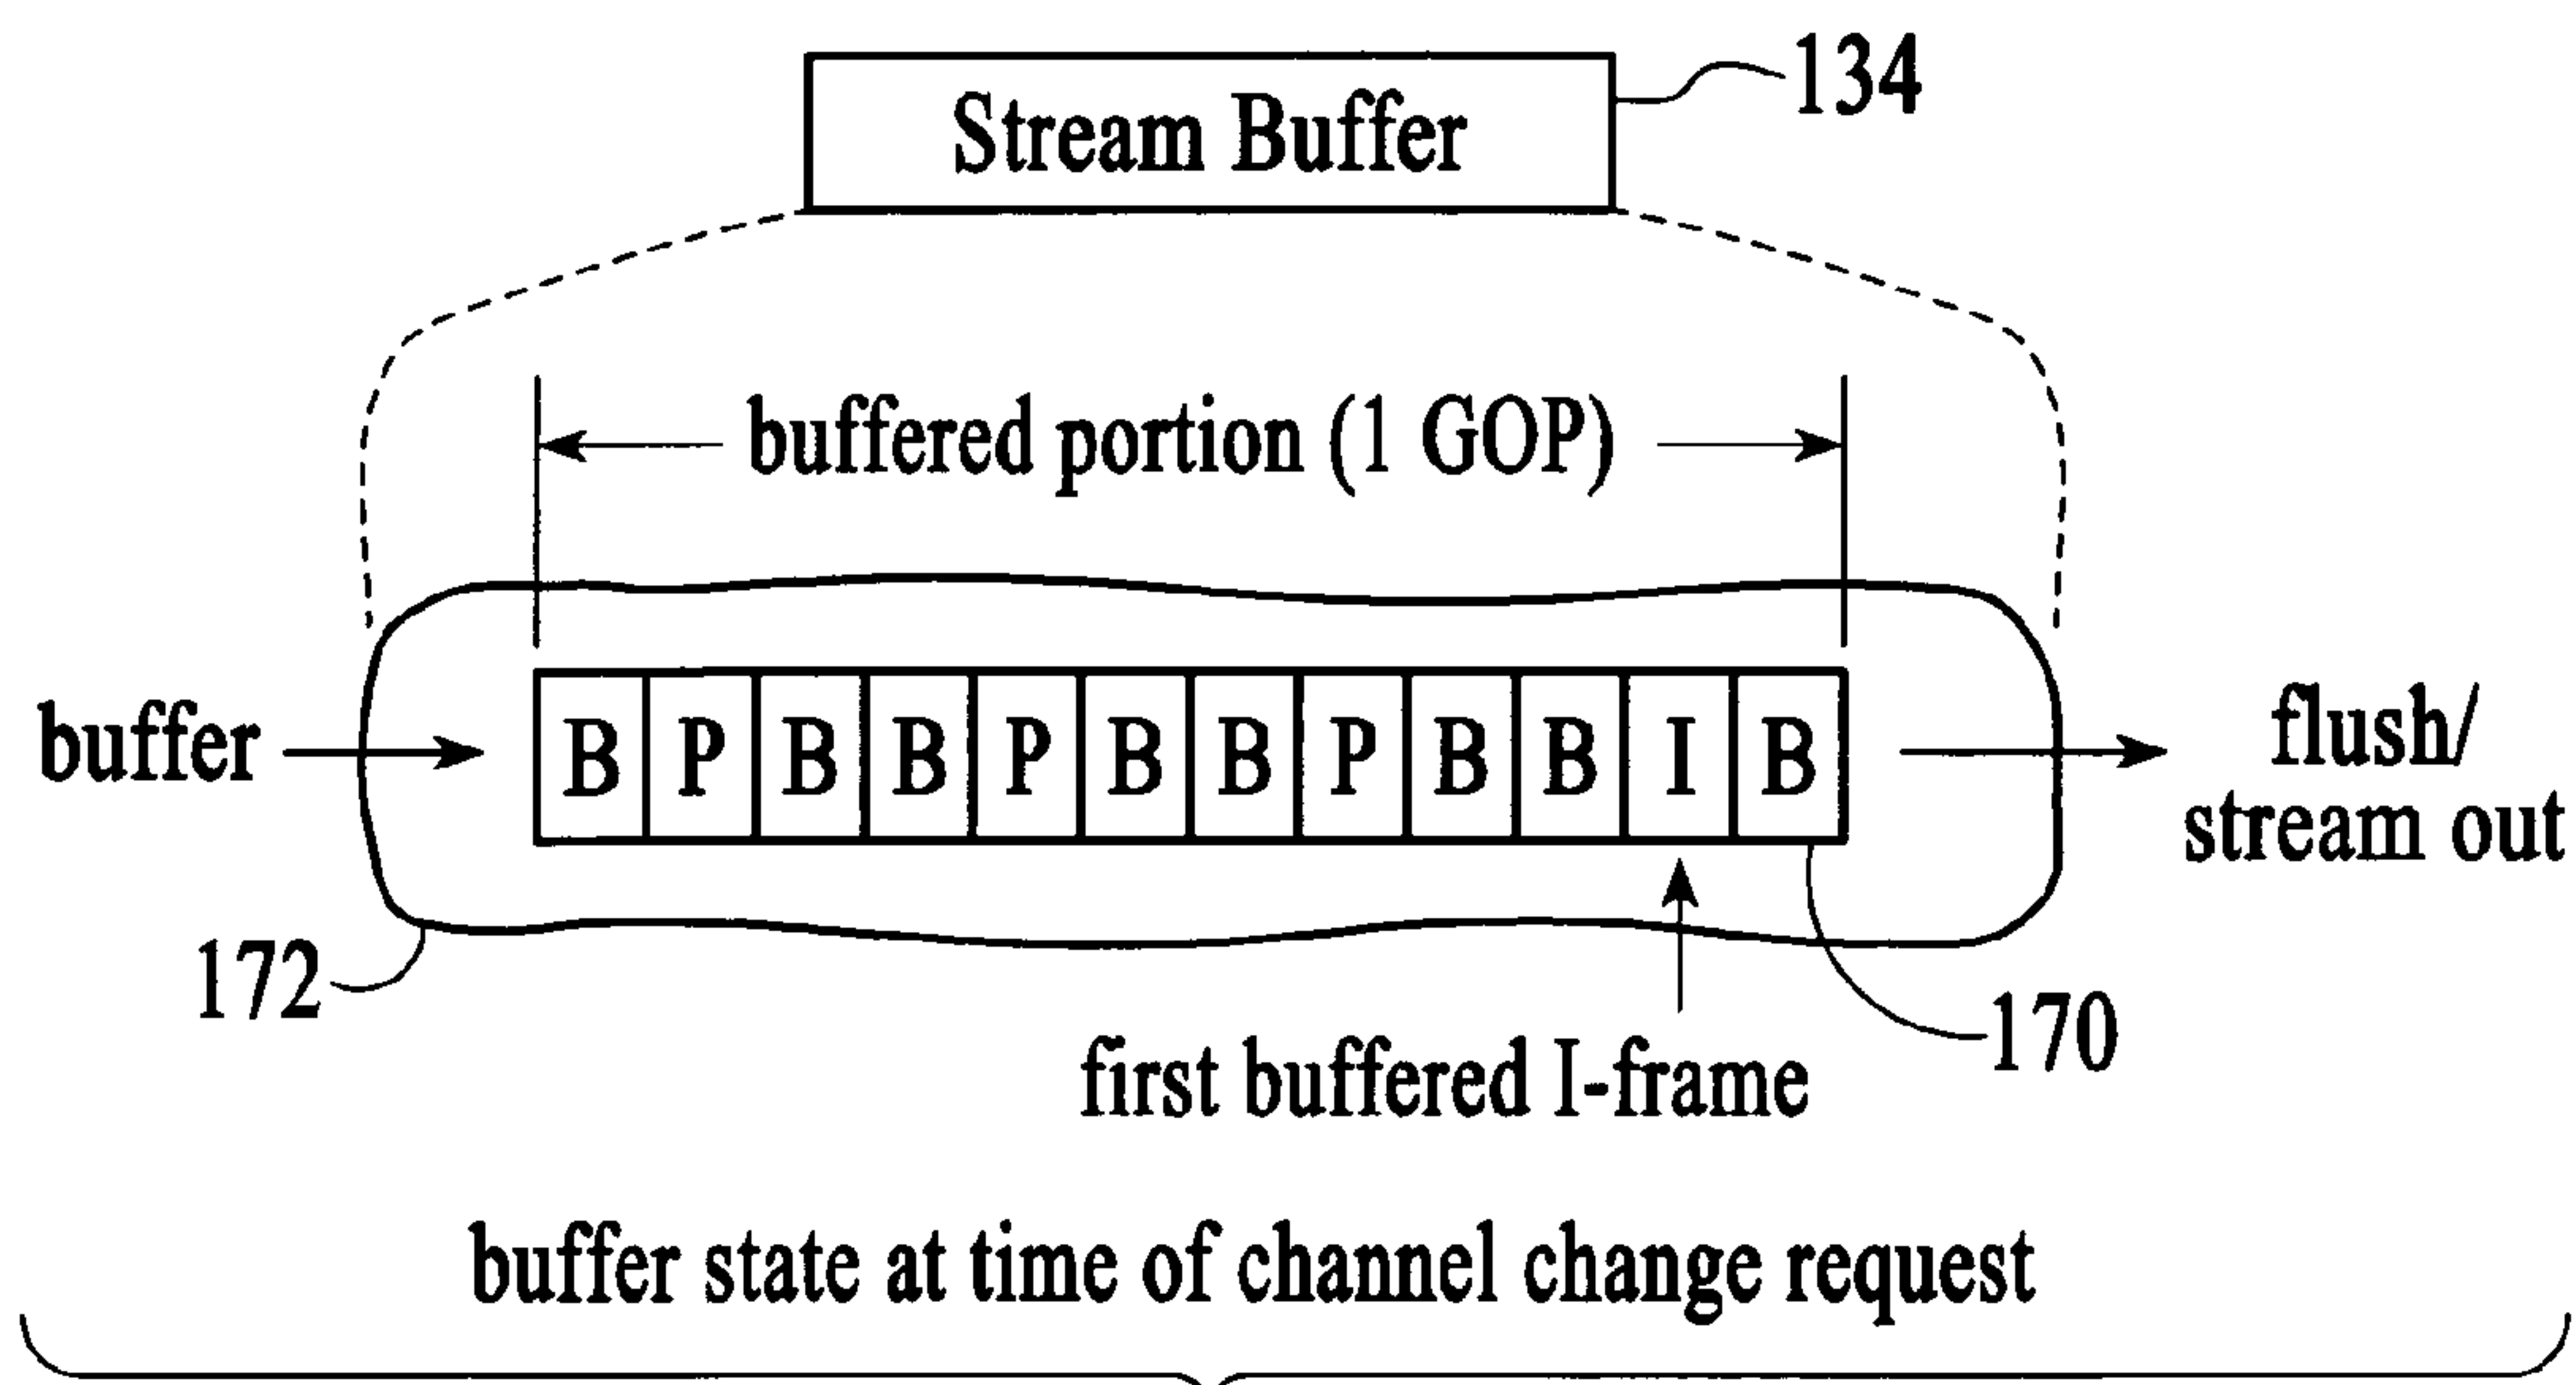 Stream Buffer
134
buffered portion (1 GOP)
buffer
B P B B P B B P B B I B
flush/
stream out
172
170
first buffered I-frame
buffer state at time of channel change request